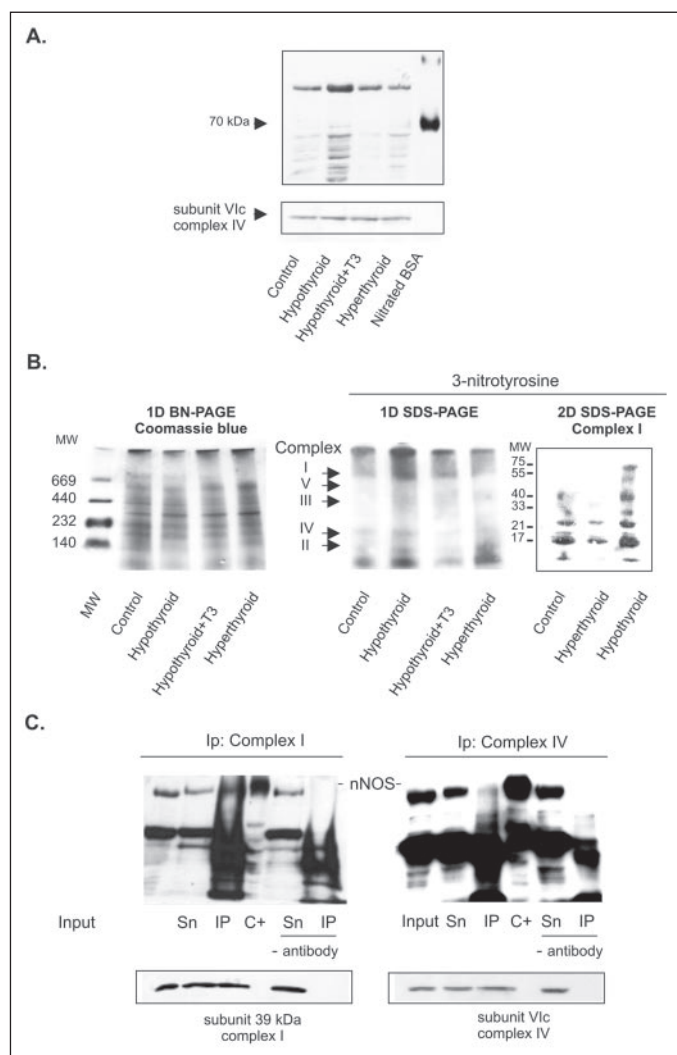 A.
70 kDa
subunit VIc
complex IV
Control
Hypothyroid
Hypothyroid+T3
Hyperthyroid
Nitrated BSA
B.
3-nitrotyrosine
1D BN-PAGE
Coomassie blue
1D SDS-PAGE
2D SDS-PAGE
Complex I
MW
669
440
232
140
Complex
I
V
III
IV
II
MW
75
55
40
33
21
17
MW
Control
Hypothyroid
Hypothyroid+T3
Hyperthyroid
Control
Hypothyroid
Hypothyroid+T3
Hyperthyroid
Control
Hyperthyroid
Hypothyroid
C.
Ip: Complex I
Ip: Complex IV
- nNOS-
Input Sn IP C+ Sn IP
- antibody
Input Sn IP C+ Sn IP
- antibody
subunit 39 kDa
complex I
subunit VIc
complex IV